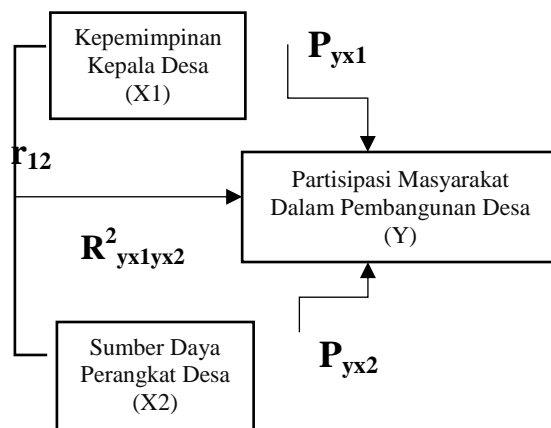 Kepemimpinan
Kepala Desa
(X1)
P_yx1
r_12
Partisipasi Masyarakat
Dalam Pembangunan Desa
(Y)
R²_yx1yx2
Sumber Daya
Perangkat Desa
(X2)
P_yx2